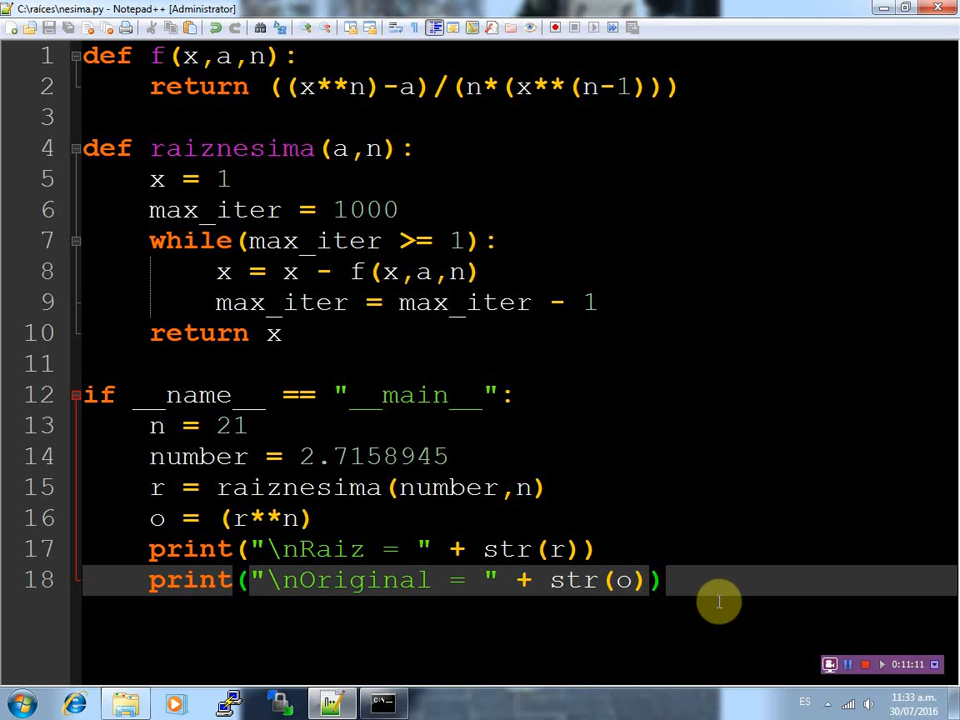 C:\raíces\nesima.py - Notepad++ [Administrator]
1 def f(x,a,n):
2 return ((x**n)-a)/(n*(x**(n-1)))
3
4 def raiznesima(a,n):
5 x = 1
6 max_iter = 1000
7 while(max_iter >= 1):
8 x = x - f(x,a,n)
9 max_iter = max_iter - 1
10 return x
11
12 if __name__ == "__main__":
13 n = 21
14 number = 2.7158945
15 r = raiznesima(number,n)
16 o = (r**n)
17 print("\nRaiz = " + str(r))
18 print("\nOriginal = " + str(o))
0:11:11
ES
11:33 a.m.
30/07/2016